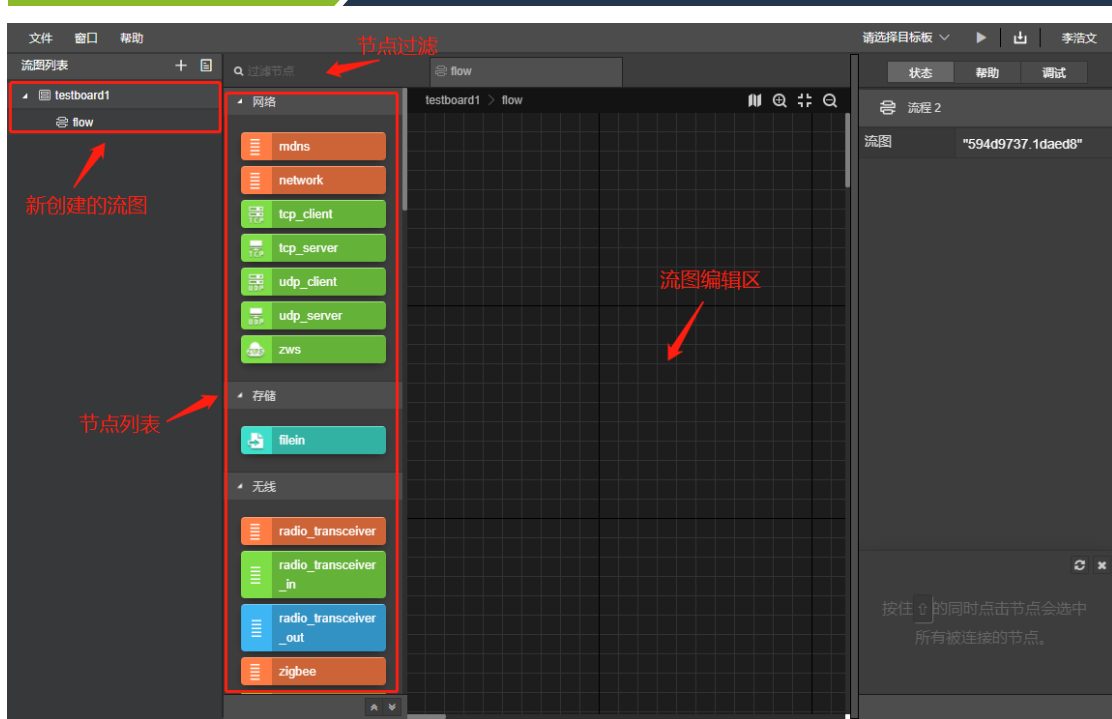 文件 窗口 帮助
请选择目标板
李浩文
流图列表
testboard1
flow
新创建的流图
节点过滤
过滤节点
网络
mdns
network
tcp_client
tcp_server
udp_client
udp_server
zws
存储
filein
无线
radio_transceiver
radio_transceiver
_in
radio_transceiver
_out
zigbee
节点列表
flow
testboard1 > flow
流图编辑区
状态 帮助 调试
流程 2
流图 "594d9737.1daed8"
按住 ⇧ 的同时点击节点会选中
所有被连接的节点。